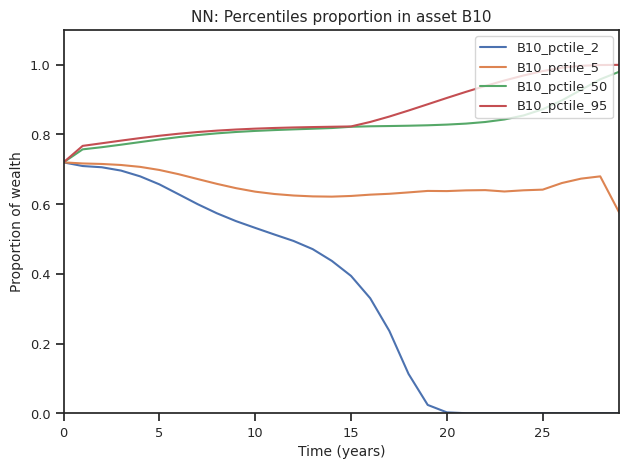 NN: Percentiles proportion in asset B10
B10_pctile_2
B10_pctile_5
B10_pctile_50
B10_pctile_95
Proportion of wealth
1.0
0.8
0.6
0.4
0.2
0.0
0 5 10 15 20 25
Time (years)